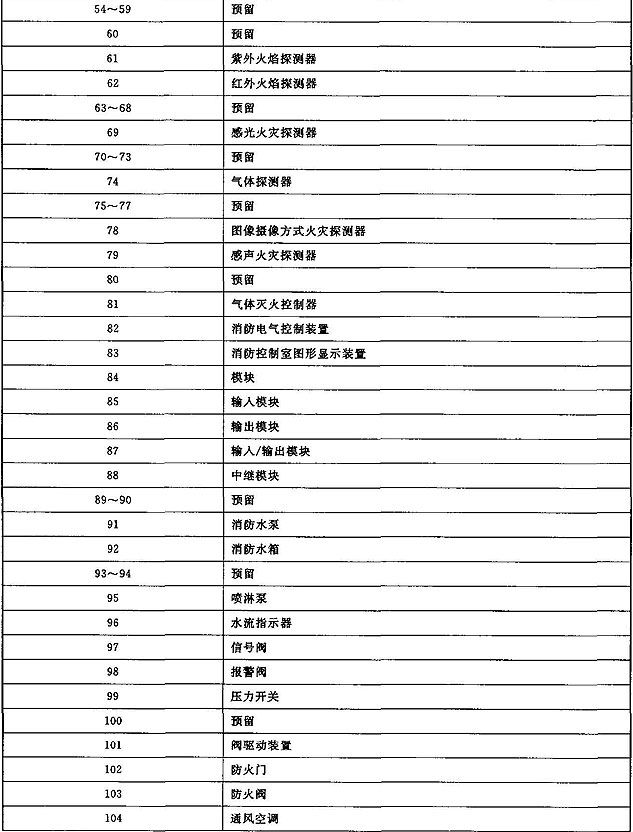 54～59 预留
60 预留
61 紫外火焰探测器
62 红外火焰探测器
63～68 预留
69 感光火灾探测器
70～73 预留
74 气体探测器
75～77 预留
78 图像摄像方式火灾探测器
79 感声火灾探测器
80 预留
81 气体灭火控制器
82 消防电气控制装置
83 消防控制室图形显示装置
84 模块
85 输入模块
86 输出模块
87 输入/输出模块
88 中继模块
89～90 预留
91 消防水泵
92 消防水箱
93～94 预留
95 喷淋泵
96 水流指示器
97 信号阀
98 报警阀
99 压力开关
100 预留
101 阀驱动装置
102 防火门
103 防火阀
104 通风空调